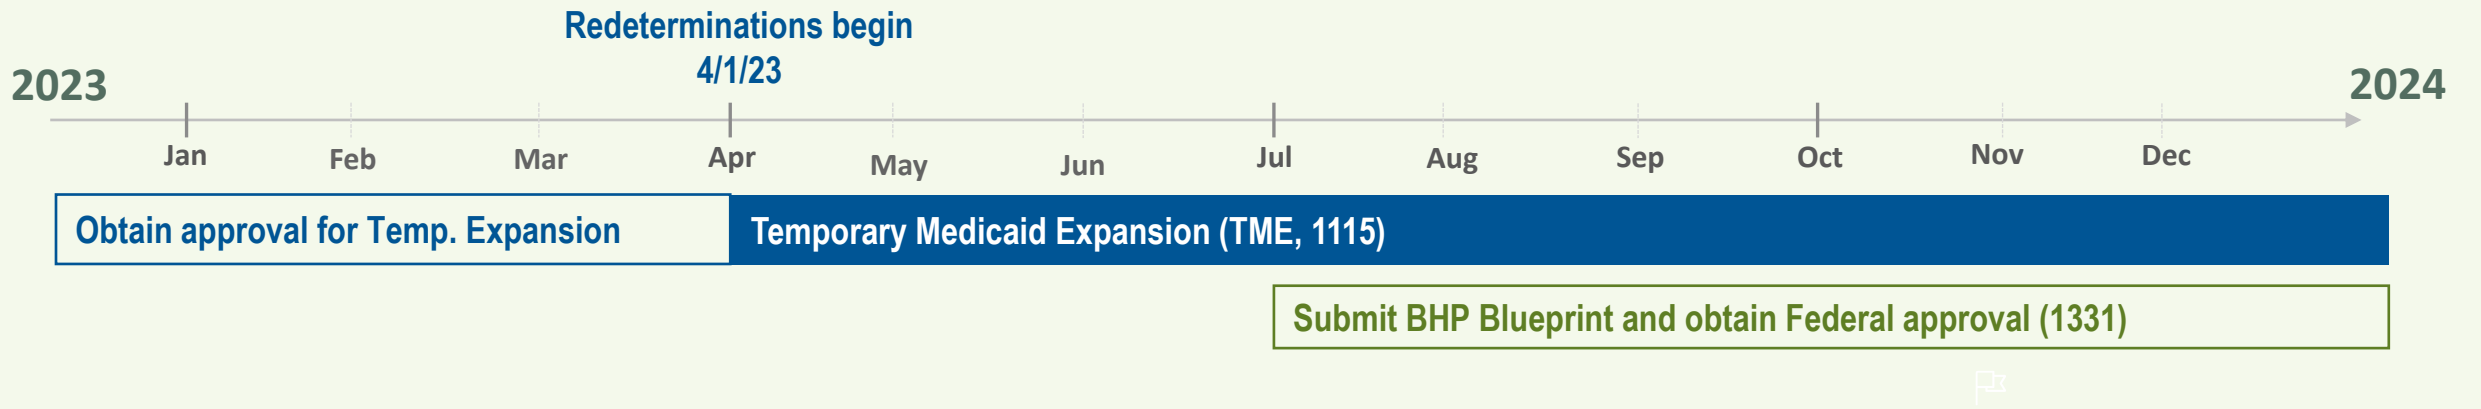 Redeterminations begin
4/1/23
2023
2024
Jan Feb Mar Apr May Jun Jul Aug Sep Oct Nov Dec
Obtain approval for Temp. Expansion
Temporary Medicaid Expansion (TME, 1115)
Submit BHP Blueprint and obtain Federal approval (1331)